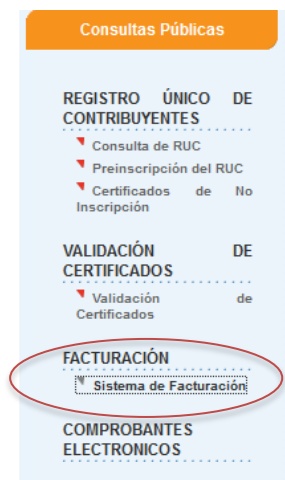 Consultas Públicas
REGISTRO ÚNICO DE
CONTRIBUYENTES
Consulta de RUC
Preinscripción del RUC
Certificados de No
Inscripción
VALIDACIÓN DE
CERTIFICADOS
Validación de
Certificados
FACTURACIÓN
Sistema de Facturación
COMPROBANTES
ELECTRONICOS